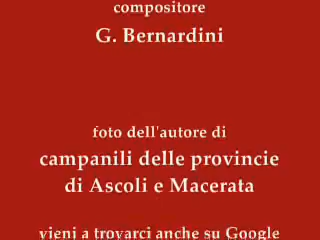 compositore
G. Bernardini
foto dell'autore di
campanili delle provincie
di Ascoli e Macerata
vieni a trovarci anche su Google